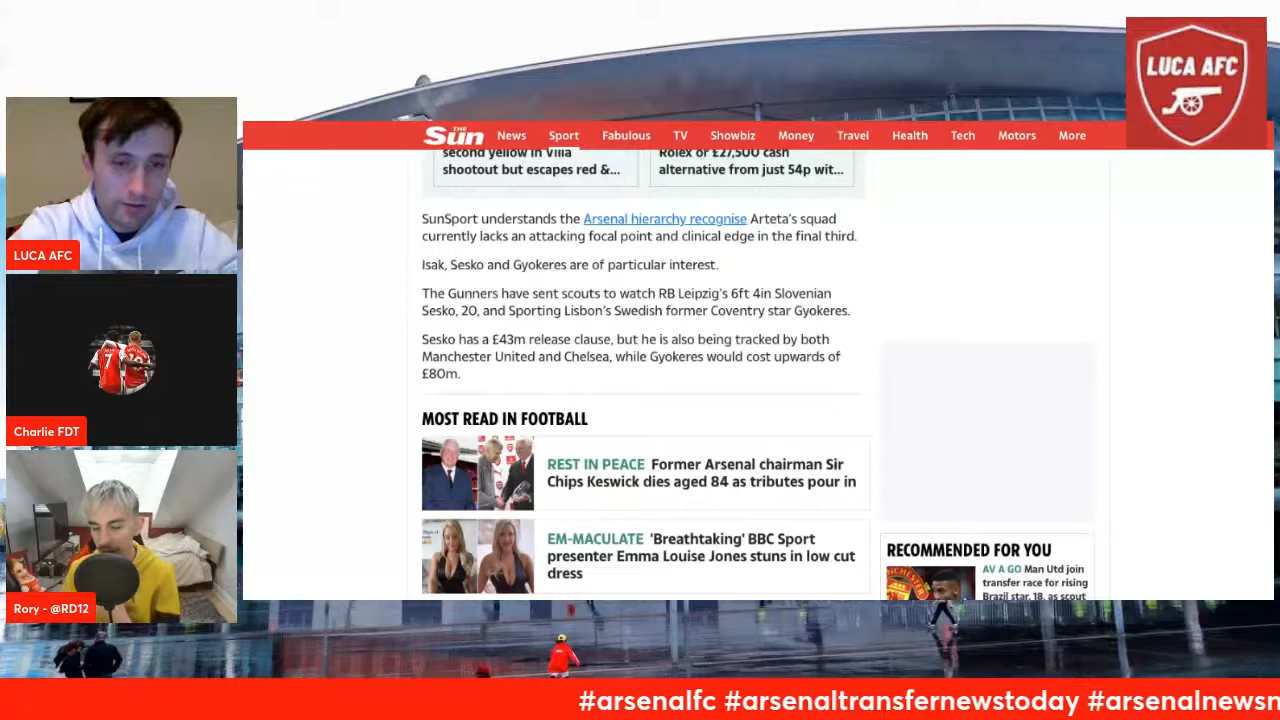 LUCA AFC
THE
Sun
News Sport Fabulous TV Showbiz Money Travel Health Tech Motors More
second yellow in Villa
shootout but escapes red &...
Rolex or £27,500 cash
alternative from just 54p wit...
SunSport understands the Arsenal hierarchy recognise Arteta's squad
currently lacks an attacking focal point and clinical edge in the final third.
Isak, Sesko and Gyokeres are of particular interest.
The Gunners have sent scouts to watch RB Leipzig's 6ft 4in Slovenian
Sesko, 20, and Sporting Lisbon's Swedish former Coventry star Gyokeres.
Sesko has a £43m release clause, but he is also being tracked by both
Manchester United and Chelsea, while Gyokeres would cost upwards of
£80m.
MOST READ IN FOOTBALL
REST IN PEACE Former Arsenal chairman Sir
Chips Keswick dies aged 84 as tributes pour in
EM-MACULATE 'Breathtaking' BBC Sport
presenter Emma Louise Jones stuns in low cut
dress
RECOMMENDED FOR YOU
AV A GO Man Utd join
transfer race for rising
Brazil star, 18, as scout
LUCA AFC
7
Charlie FDT
Rory - @RD12
#arsenalfc #arsenaltransfernewstoday #arsenalnewsn